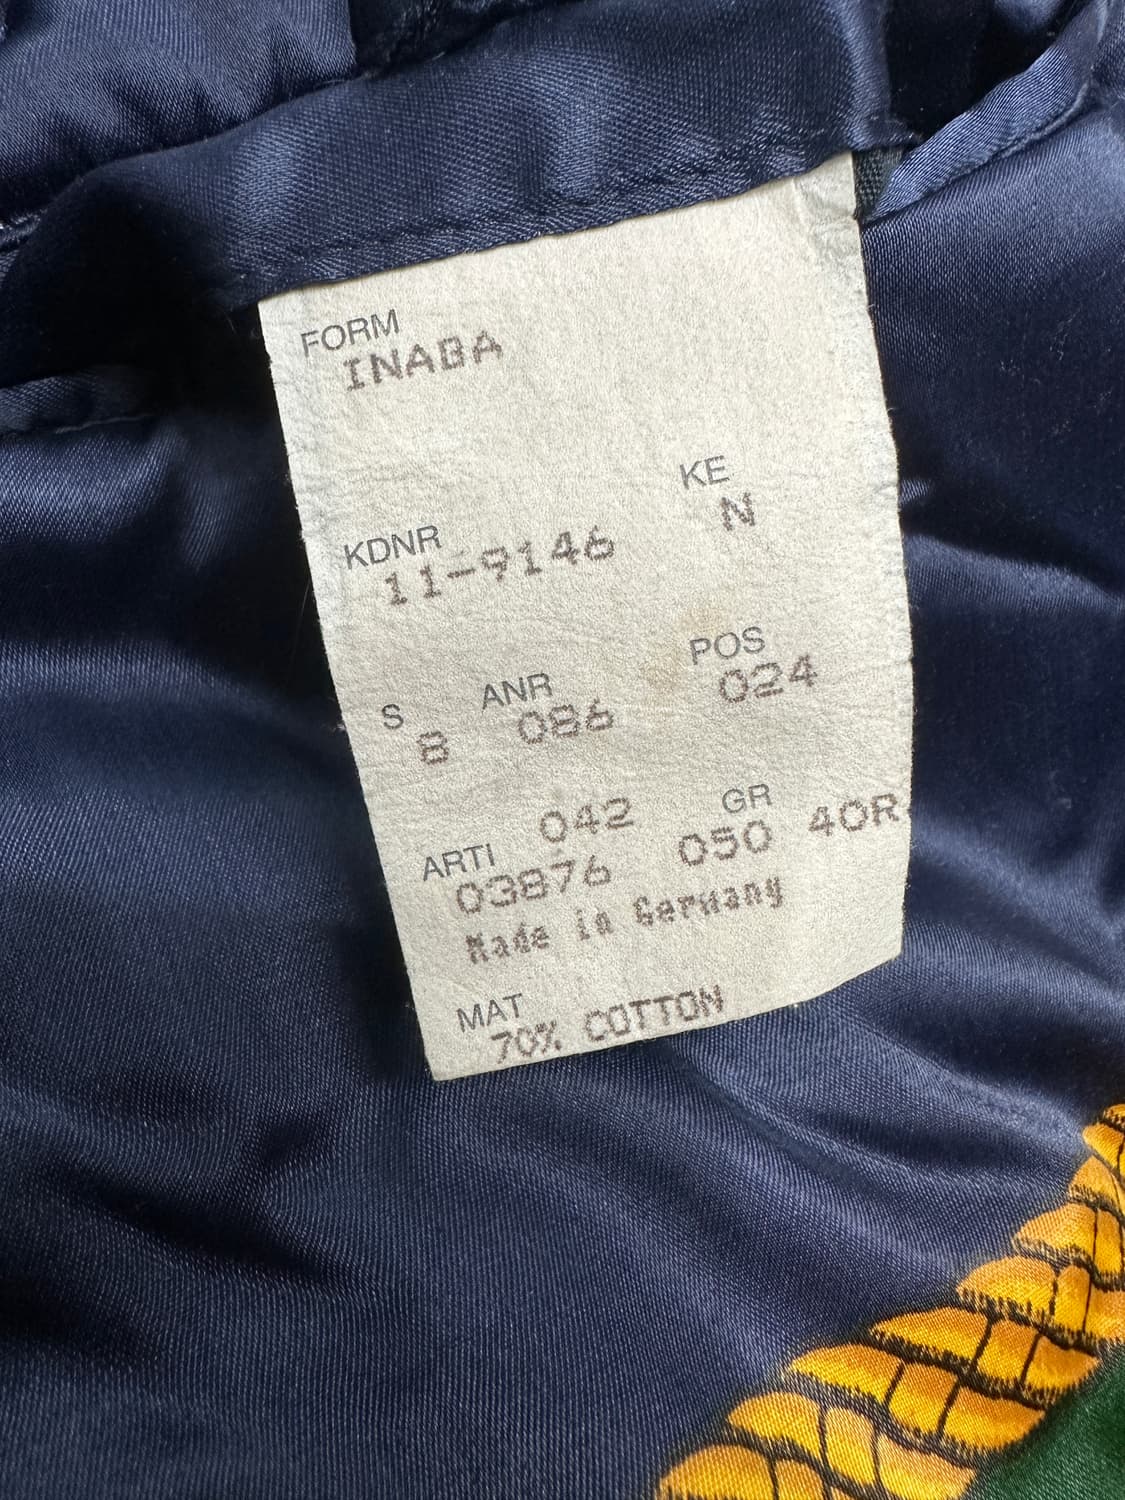 FORM
INABA
KE
N
KDNR
11-9146
POS
024
S ANR
8 086
042 GR
ARTI 050 40R
03876
Made in Germany
MAT
70% COTTON